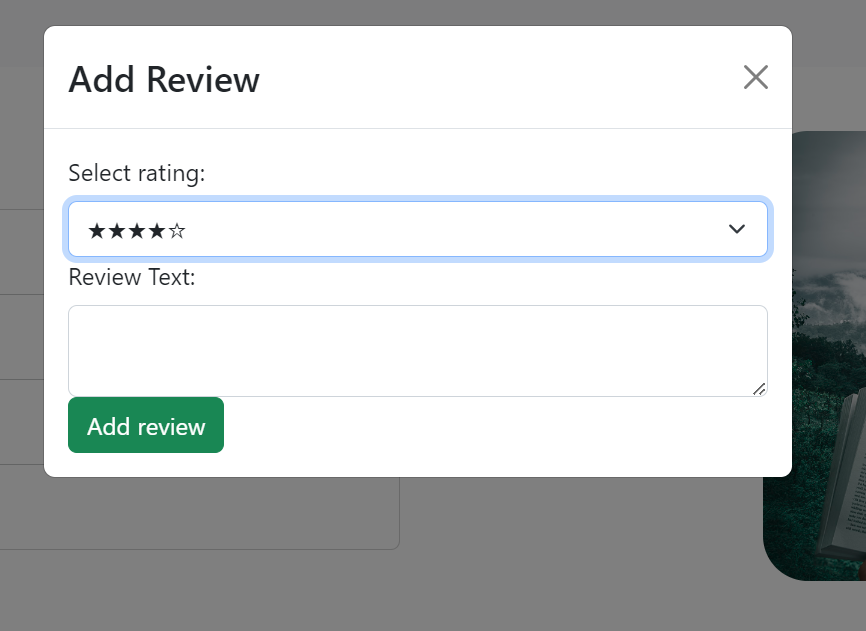 Add Review
Select rating:
★★★★☆
Review Text:
Add review